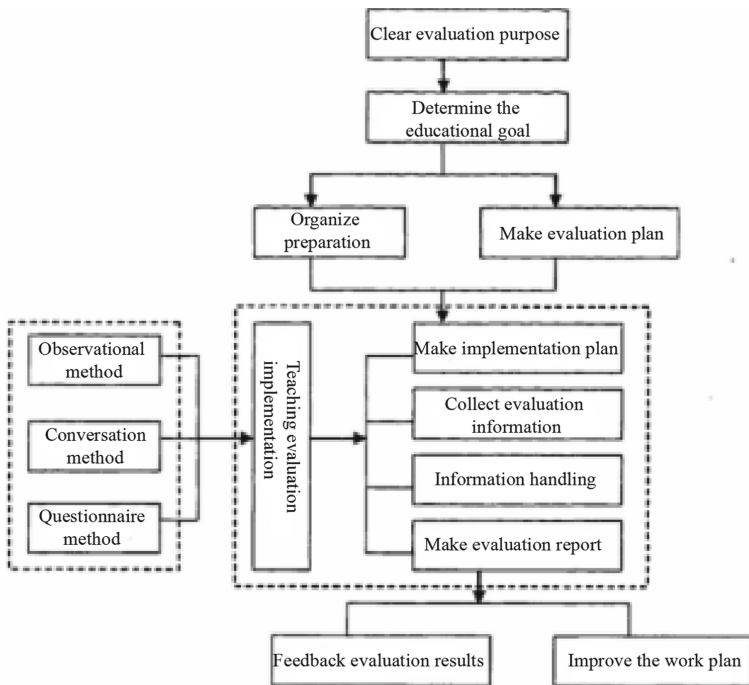 Clear evaluation purpose
Determine the
educational goal
Organize
preparation
Make evaluation plan
Observational
method
Conversation
method
Questionnaire
method
Teaching evaluation
implementation
Make implementation plan
Collect evaluation
information
Information handling
Make evaluation report
Feedback evaluation results
Improve the work plan